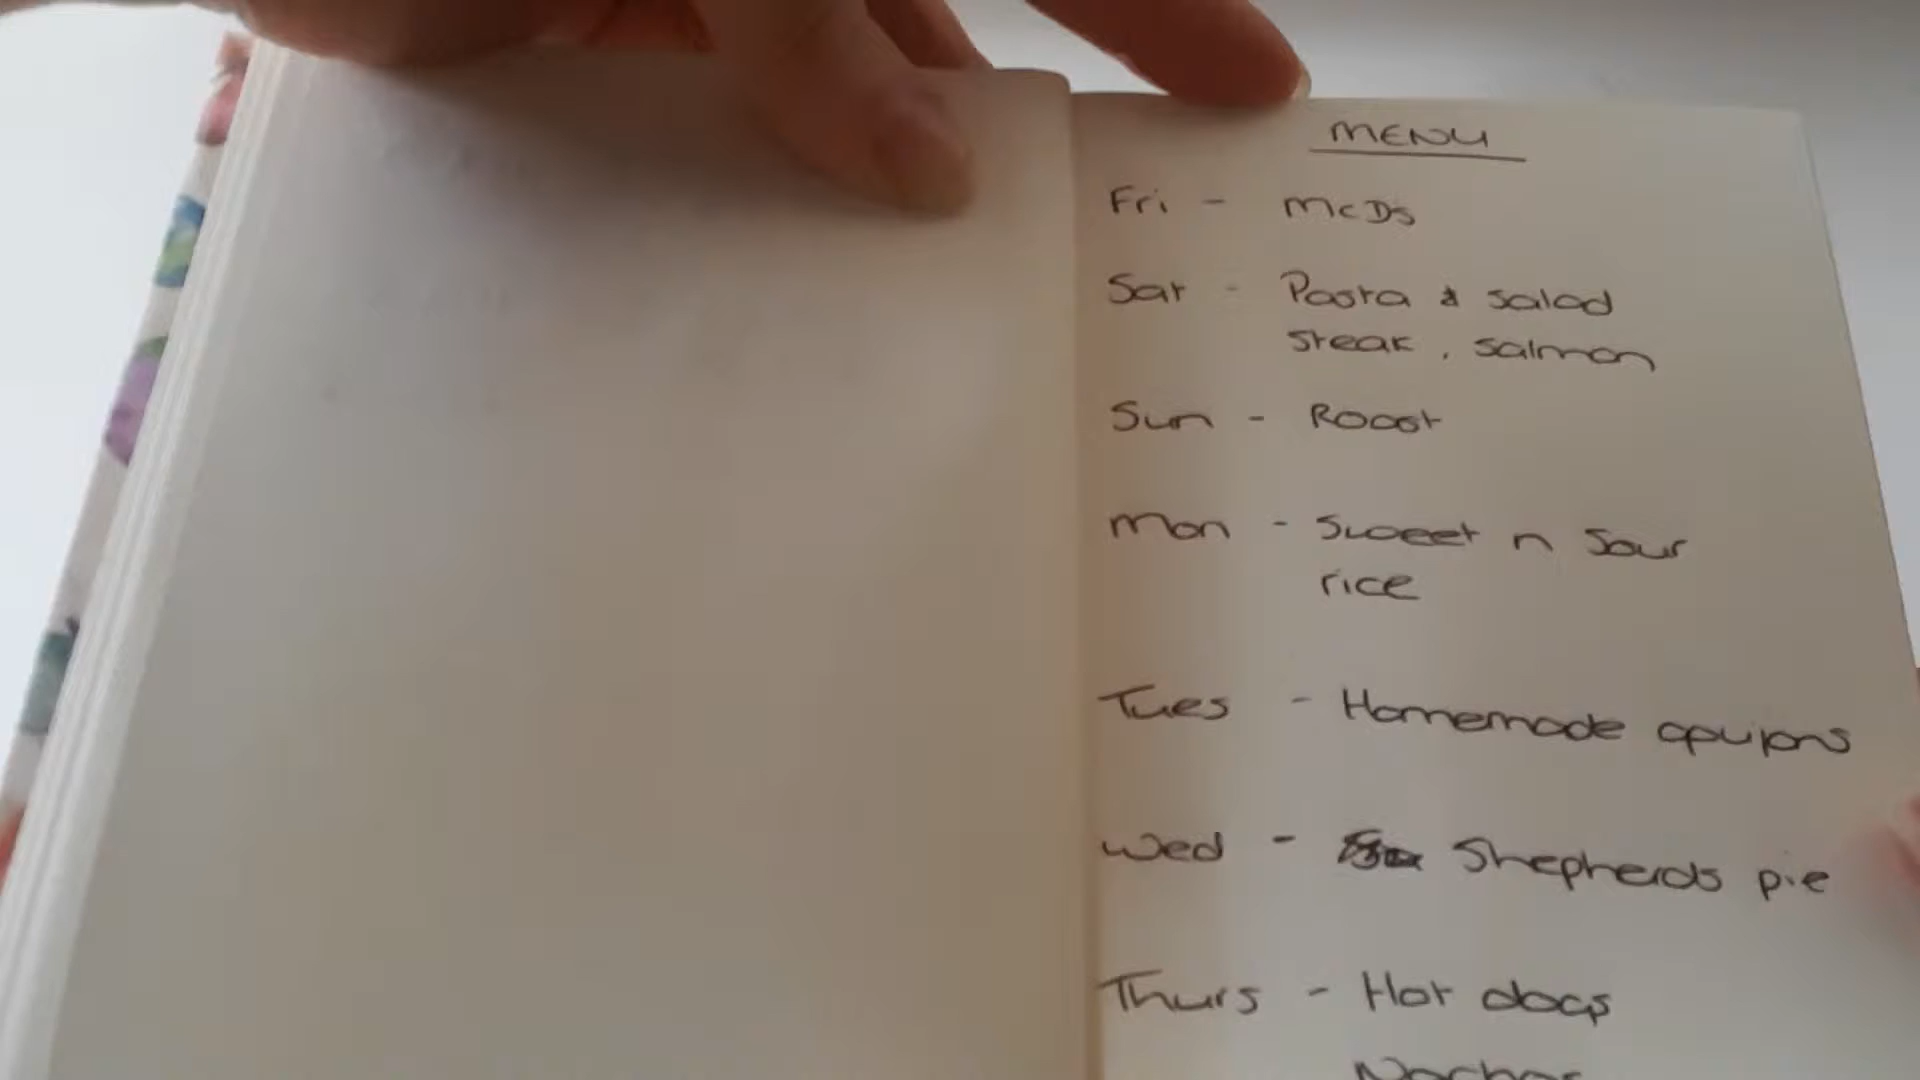 MENU
Fri - McDs
Sat - Pasta & salad
steak, salmon
Sun - Roast
Mon - Sweet n Sour
rice
Tues - Homemade
Wed - Shepherds pie
Thurs - Hot dogs
Nachos